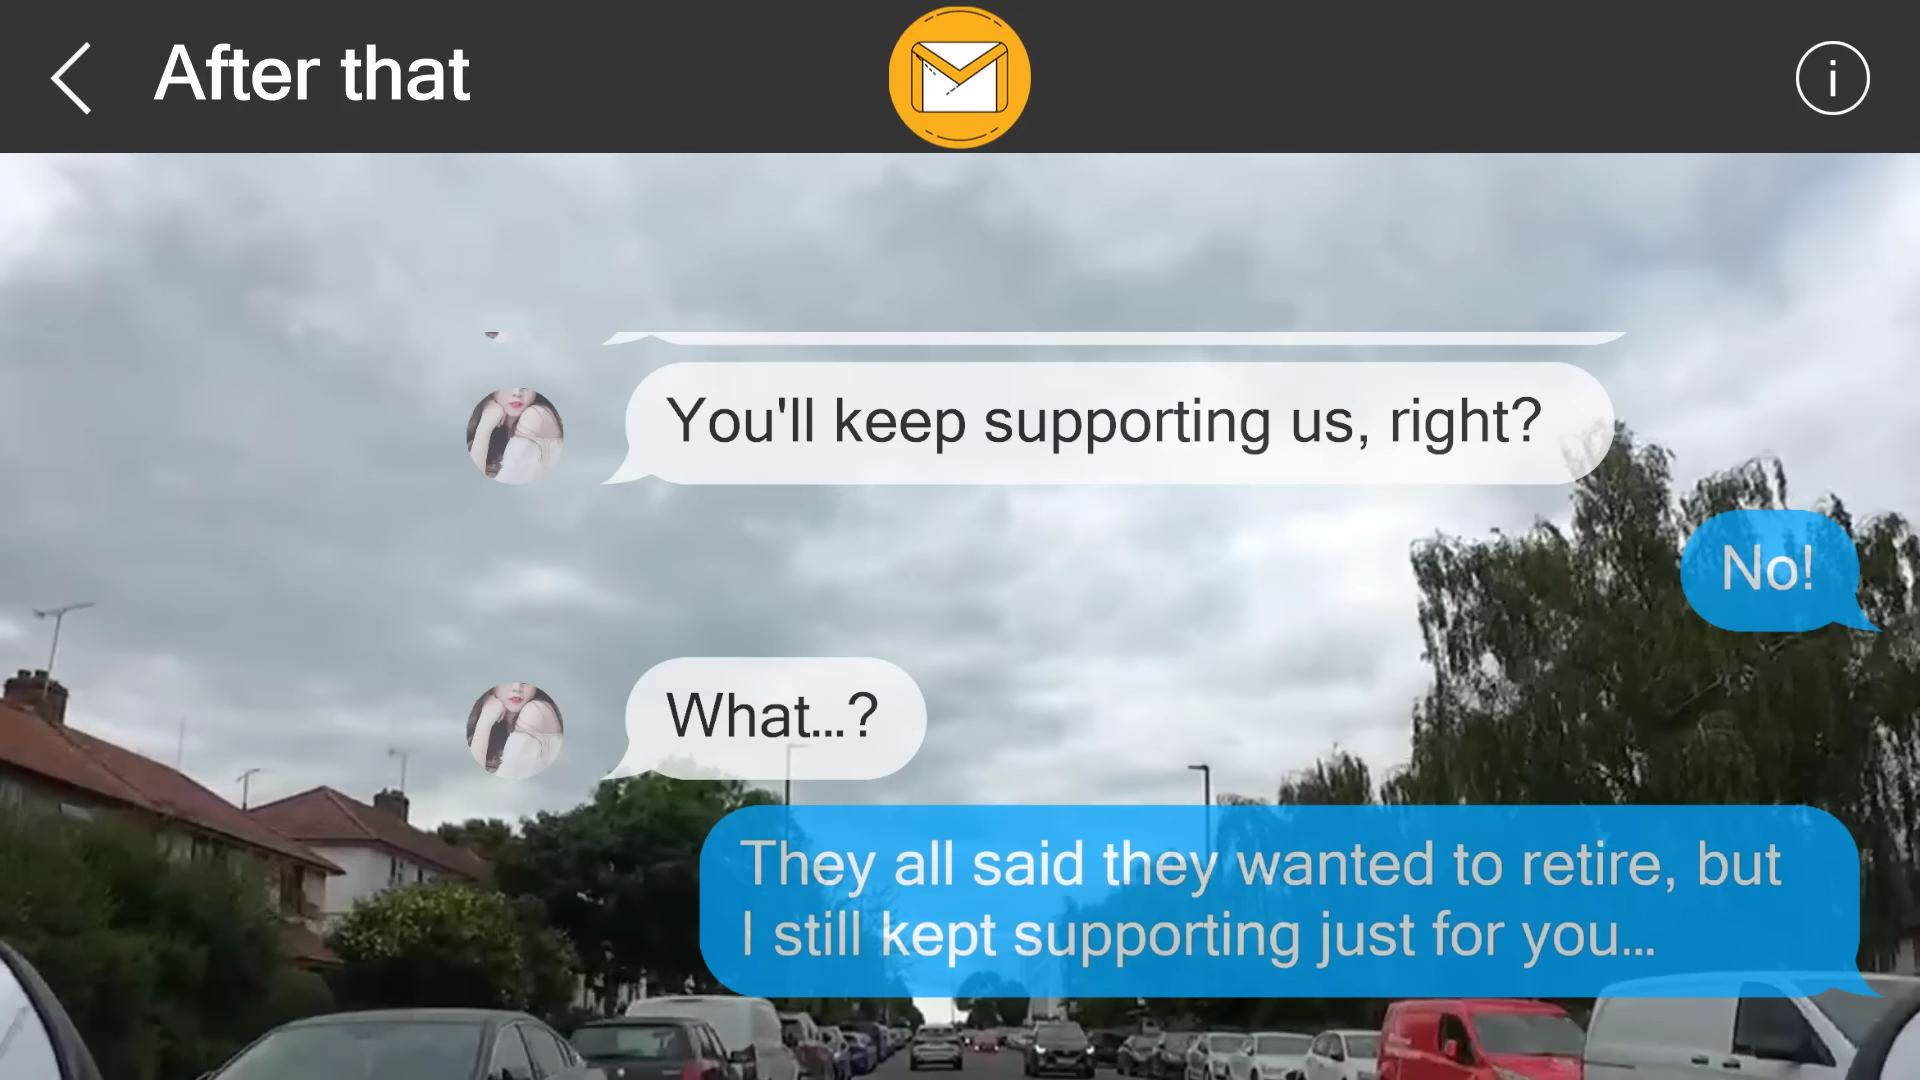 After that
You'll keep supporting us, right?
No!
What...?
They all said they wanted to retire, but
I still kept supporting just for you...